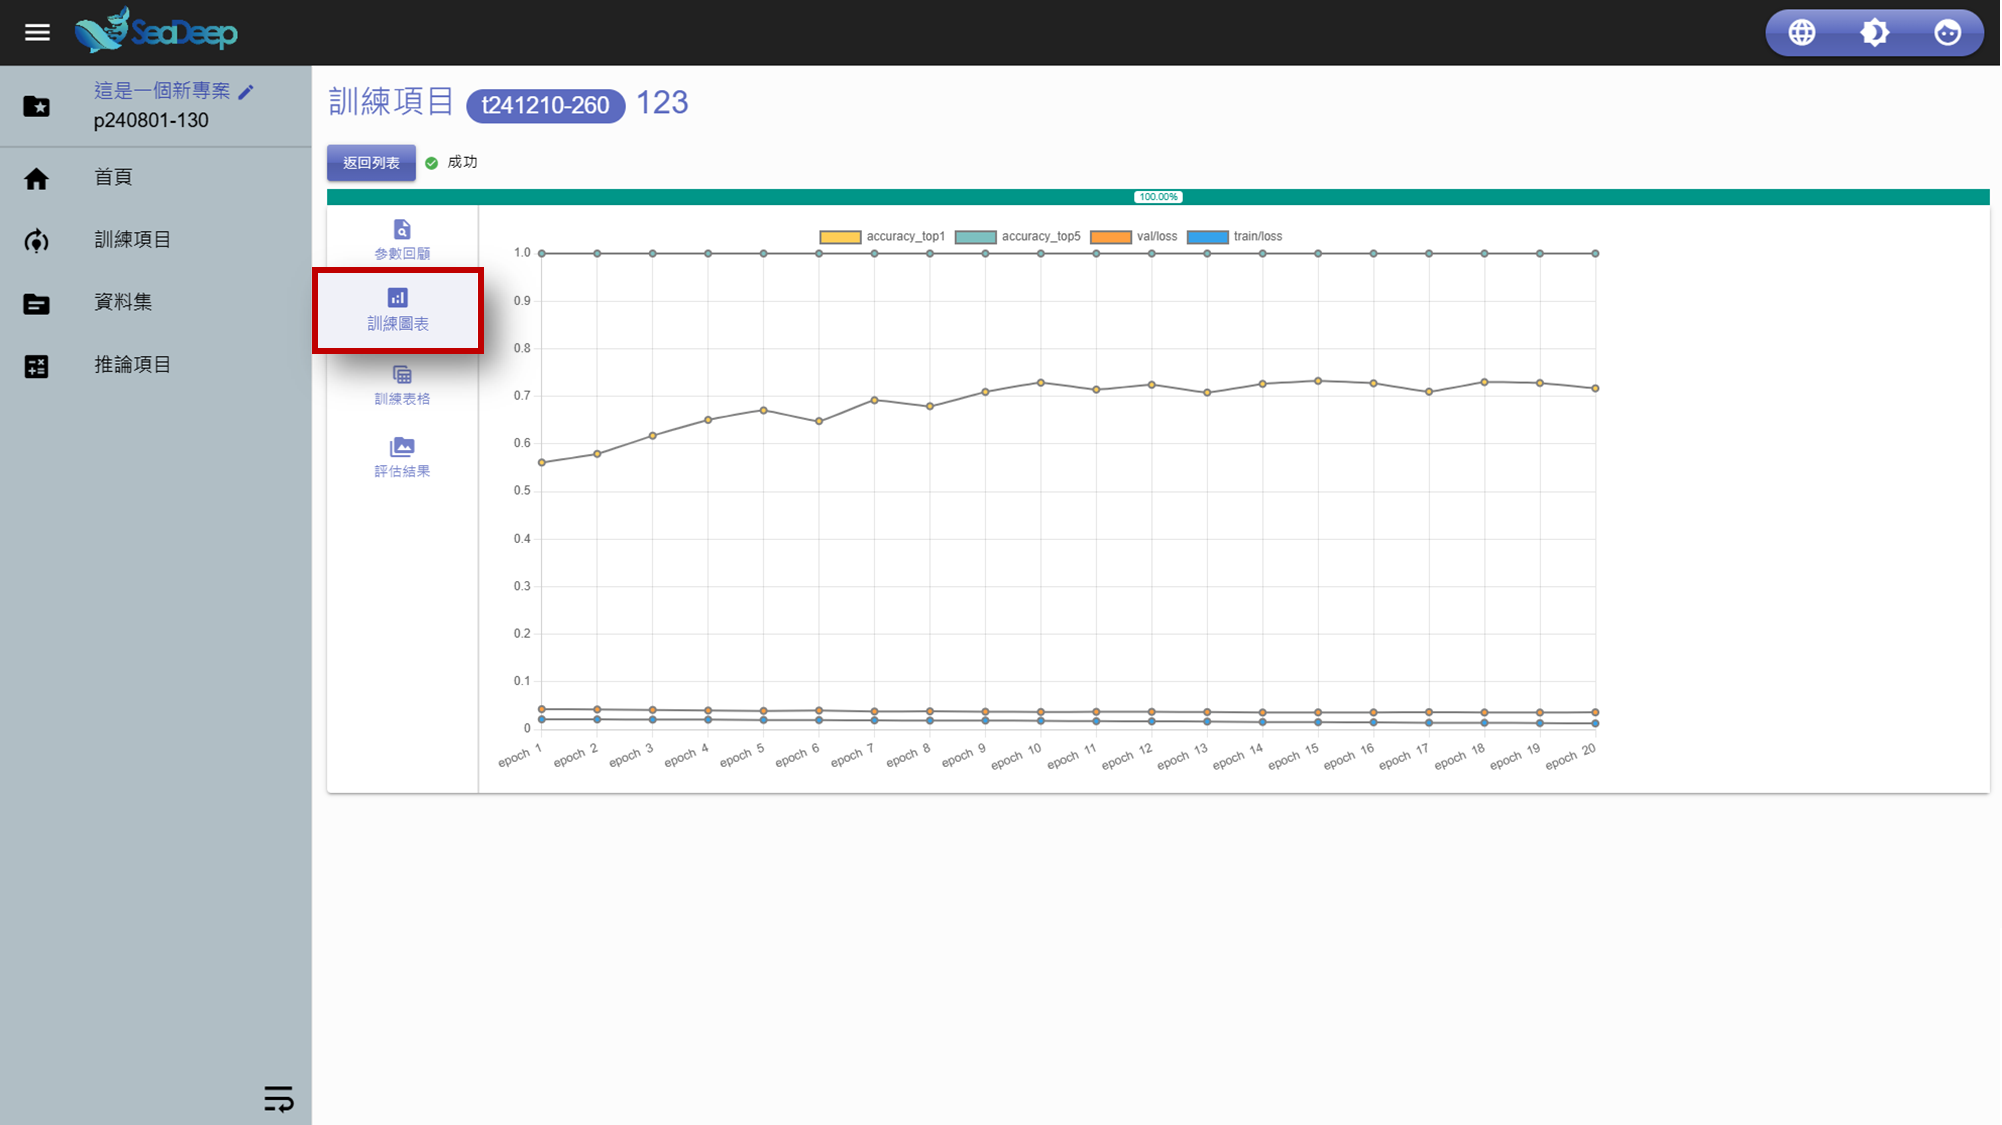 SeaDeep
這是一個新專案
p240801-130
首頁
訓練項目
資料集
推論項目
訓練項目 t241210-260 123
返回列表 成功
100.00%
參數回顧
訓練圖表
訓練表格
評估結果
accuracy_top1 accuracy_top5 val/loss train/loss
1.0
0.9
0.8
0.7
0.6
0.5
0.4
0.3
0.2
0.1
0
epoch 1 epoch 2 epoch 3 epoch 4 epoch 5 epoch 6 epoch 7 epoch 8 epoch 9 epoch 10 epoch 11 epoch 12 epoch 13 epoch 14 epoch 15 epoch 16 epoch 17 epoch 18 epoch 19 epoch 20